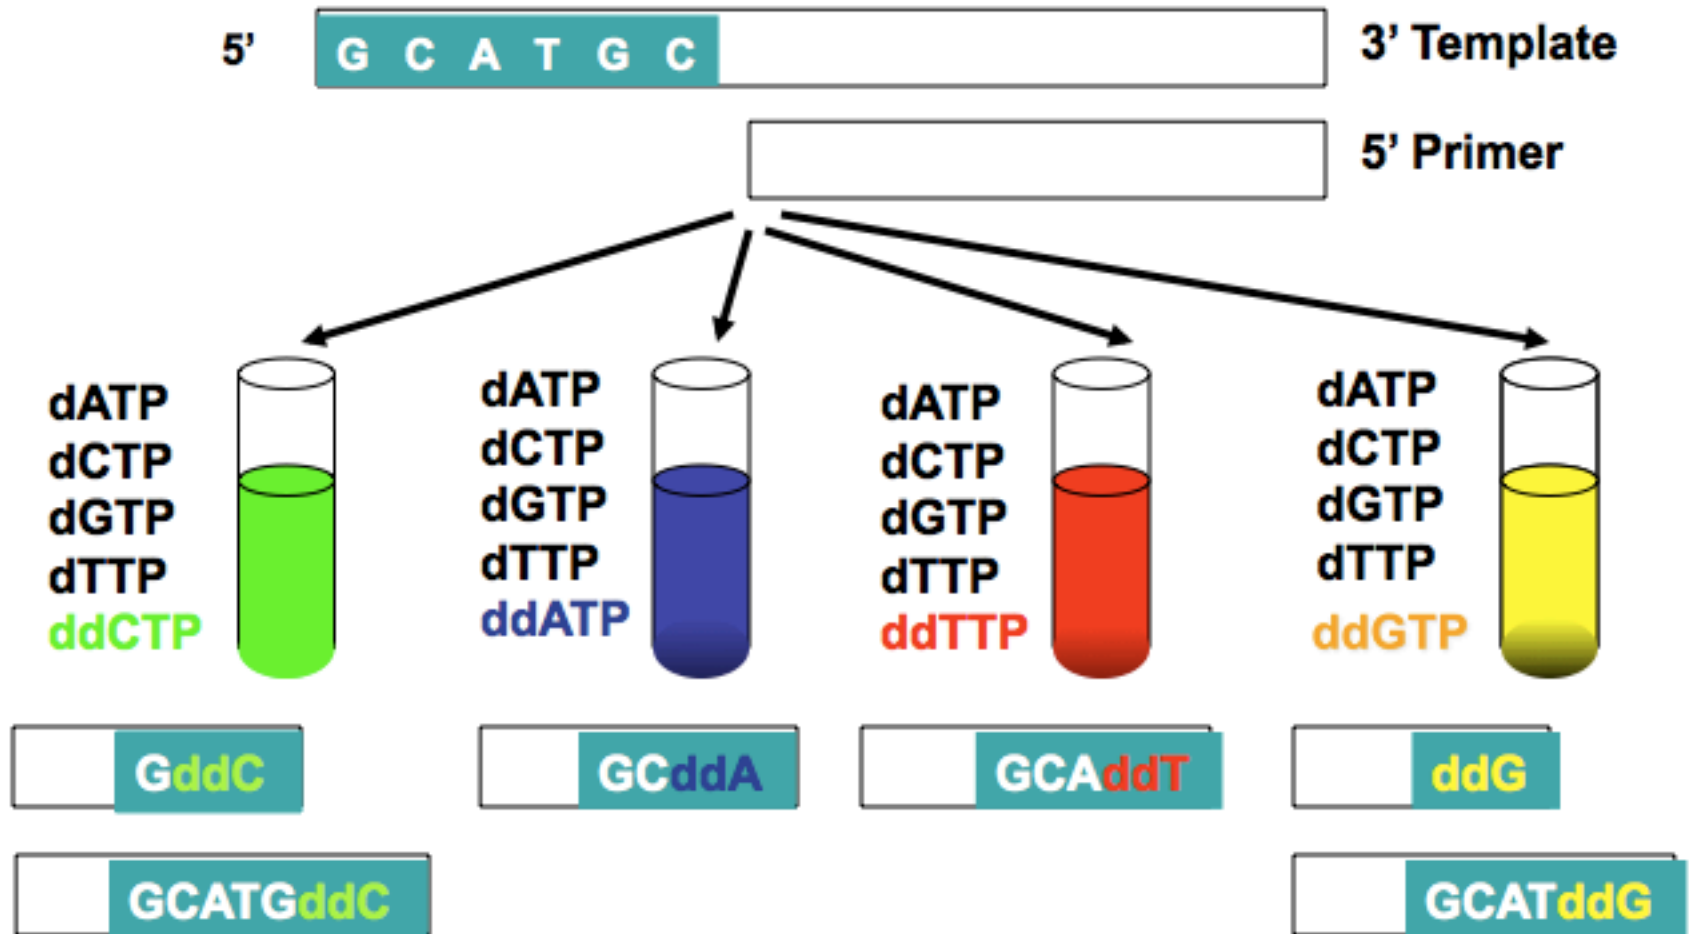 5’ G C A T G C 3’ Template
5’ Primer
dATP
dCTP
dGTP
dTTP
ddCTP
dATP
dCTP
dGTP
dTTP
ddATP
dATP
dCTP
dGTP
dTTP
ddTTP
dATP
dCTP
dGTP
dTTP
ddGTP
GddC
GCddA
GCAddT
ddG
GCATGddC
GCATddG